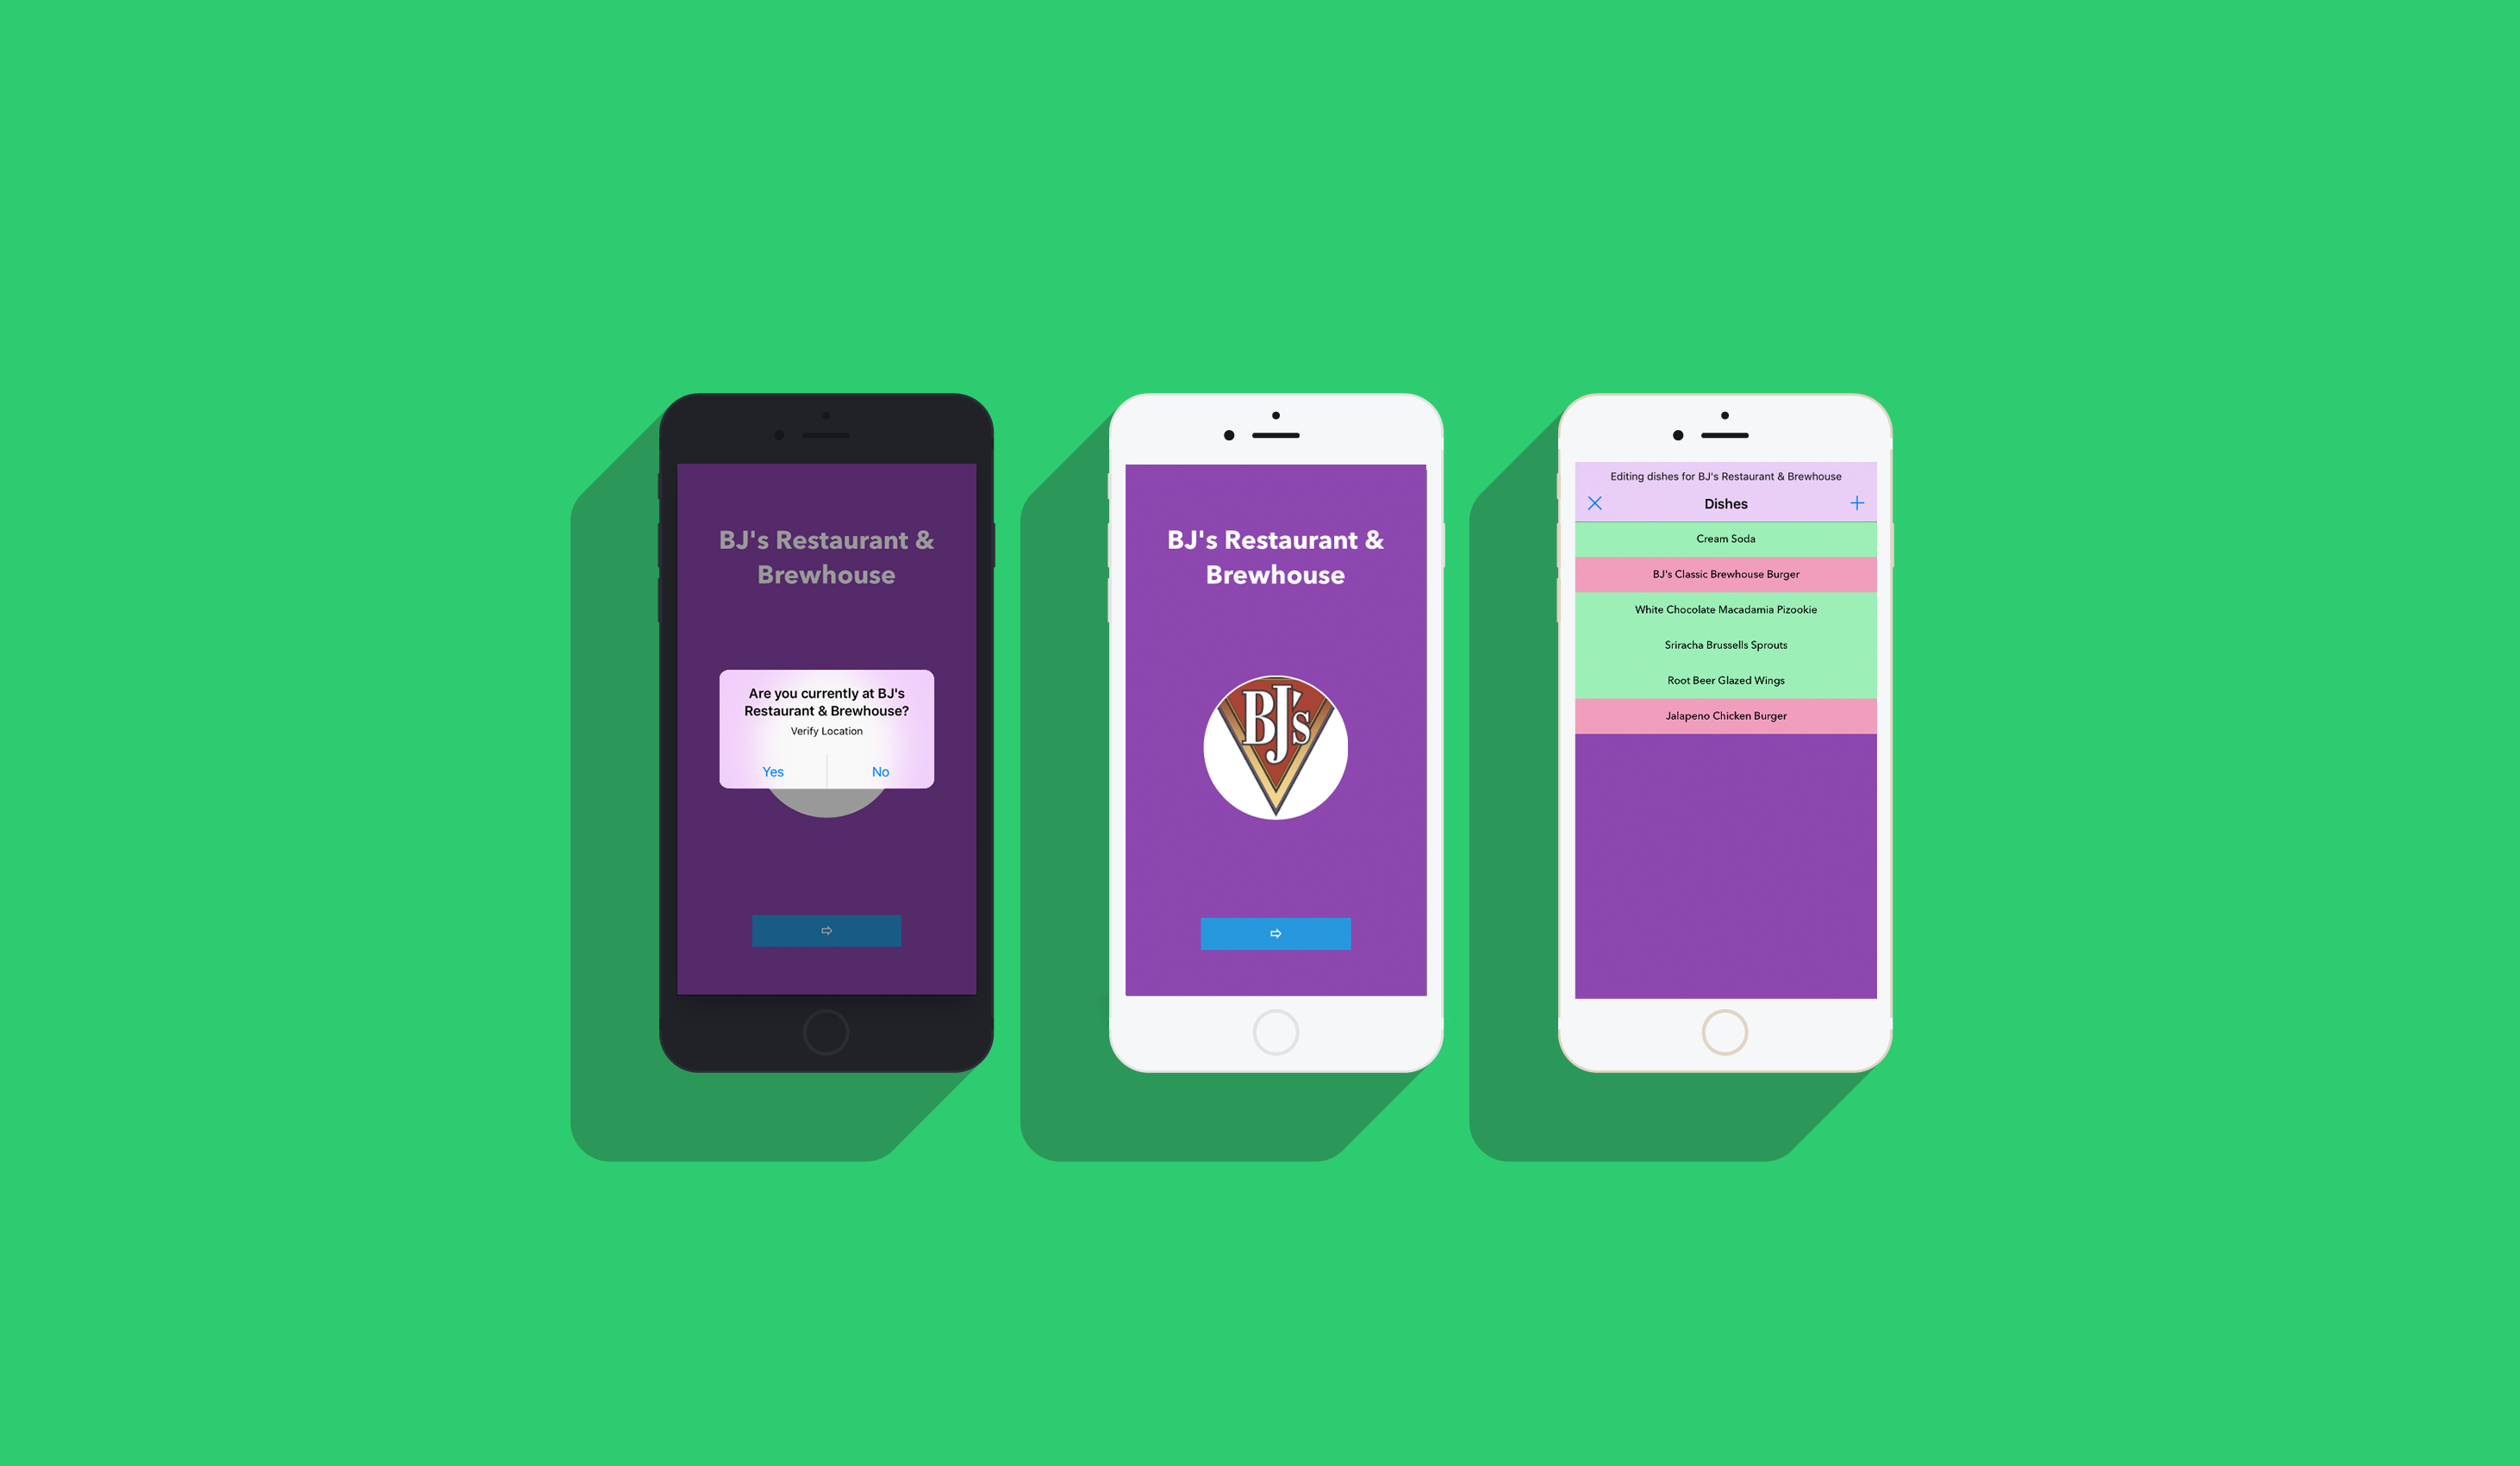 BJ's Restaurant &
Brewhouse
Are you currently at BJ's
Restaurant & Brewhouse?
Verify Location
Yes No
BJ's Restaurant &
Brewhouse
BJ's
Editing dishes for BJ's Restaurant & Brewhouse
Dishes
Cream Soda
BJ's Classic Brewhouse Burger
White Chocolate Macadamia Pizookie
Sriracha Brussells Sprouts
Root Beer Glazed Wings
Jalapeno Chicken Burger